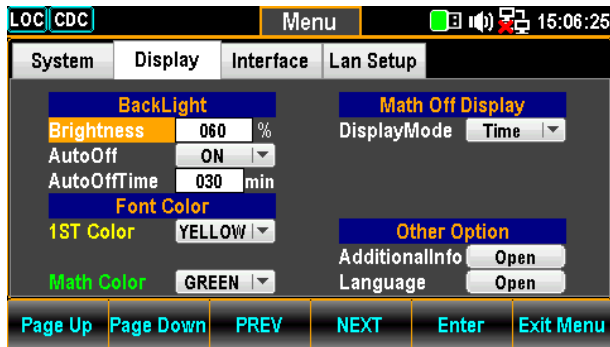 LOC CDC Menu 15:06:25
System Display Interface Lan Setup
BackLight
Brightness 060 %
AutoOff ON
AutoOffTime 030 min
Font Color
1ST Color YELLOW
Math Color GREEN
Math Off Display
DisplayMode Time
Other Option
AdditionalInfo Open
Language Open
Page Up Page Down PREV NEXT Enter Exit Menu